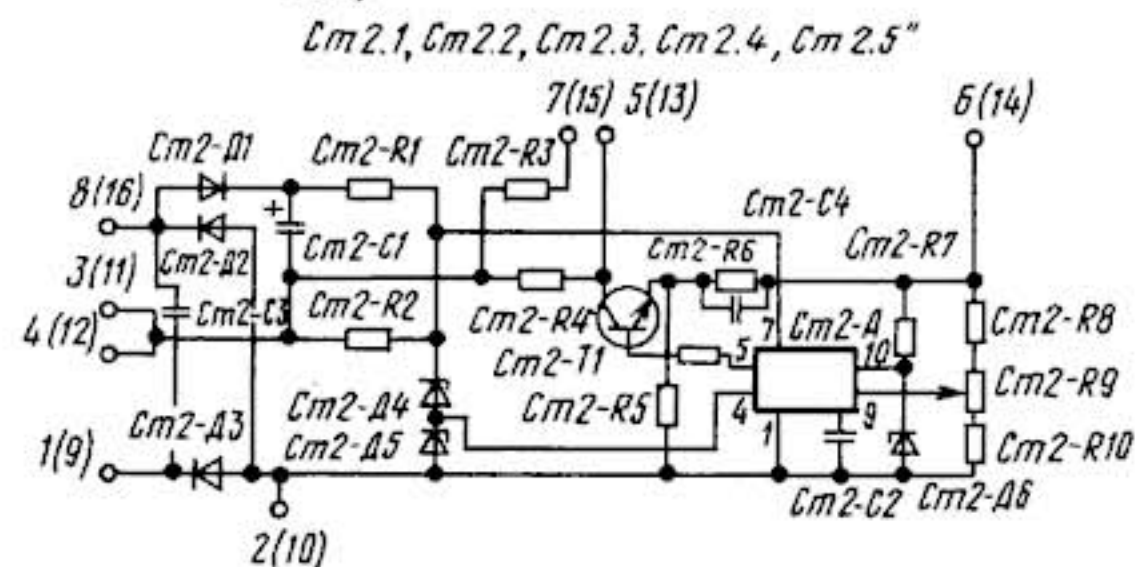 Ст2.1, Ст2.2, Ст2.3. Ст2.4, Ст2.5"
7(15) 5(13)
6(14)
Ст2-Д1
Ст2-R1
Ст2-R3
8(16)
+
Ст2-С4
Ст2-Д2
Ст2-С1
Ст2-R6
Ст2-R7
3(11)
Ст2-С3
Ст2-R2
Ст2-R4
7
Ст2-А
Ст2-R8
4(12)
Ст2-Т1
5
10
Ст2-Д4
Ст2-R5
4
9
Ст2-R9
Ст2-Д3
Ст2-Д5
1
Ст2-R10
1(9)
Ст2-С2
Ст2-Д6
2(10)